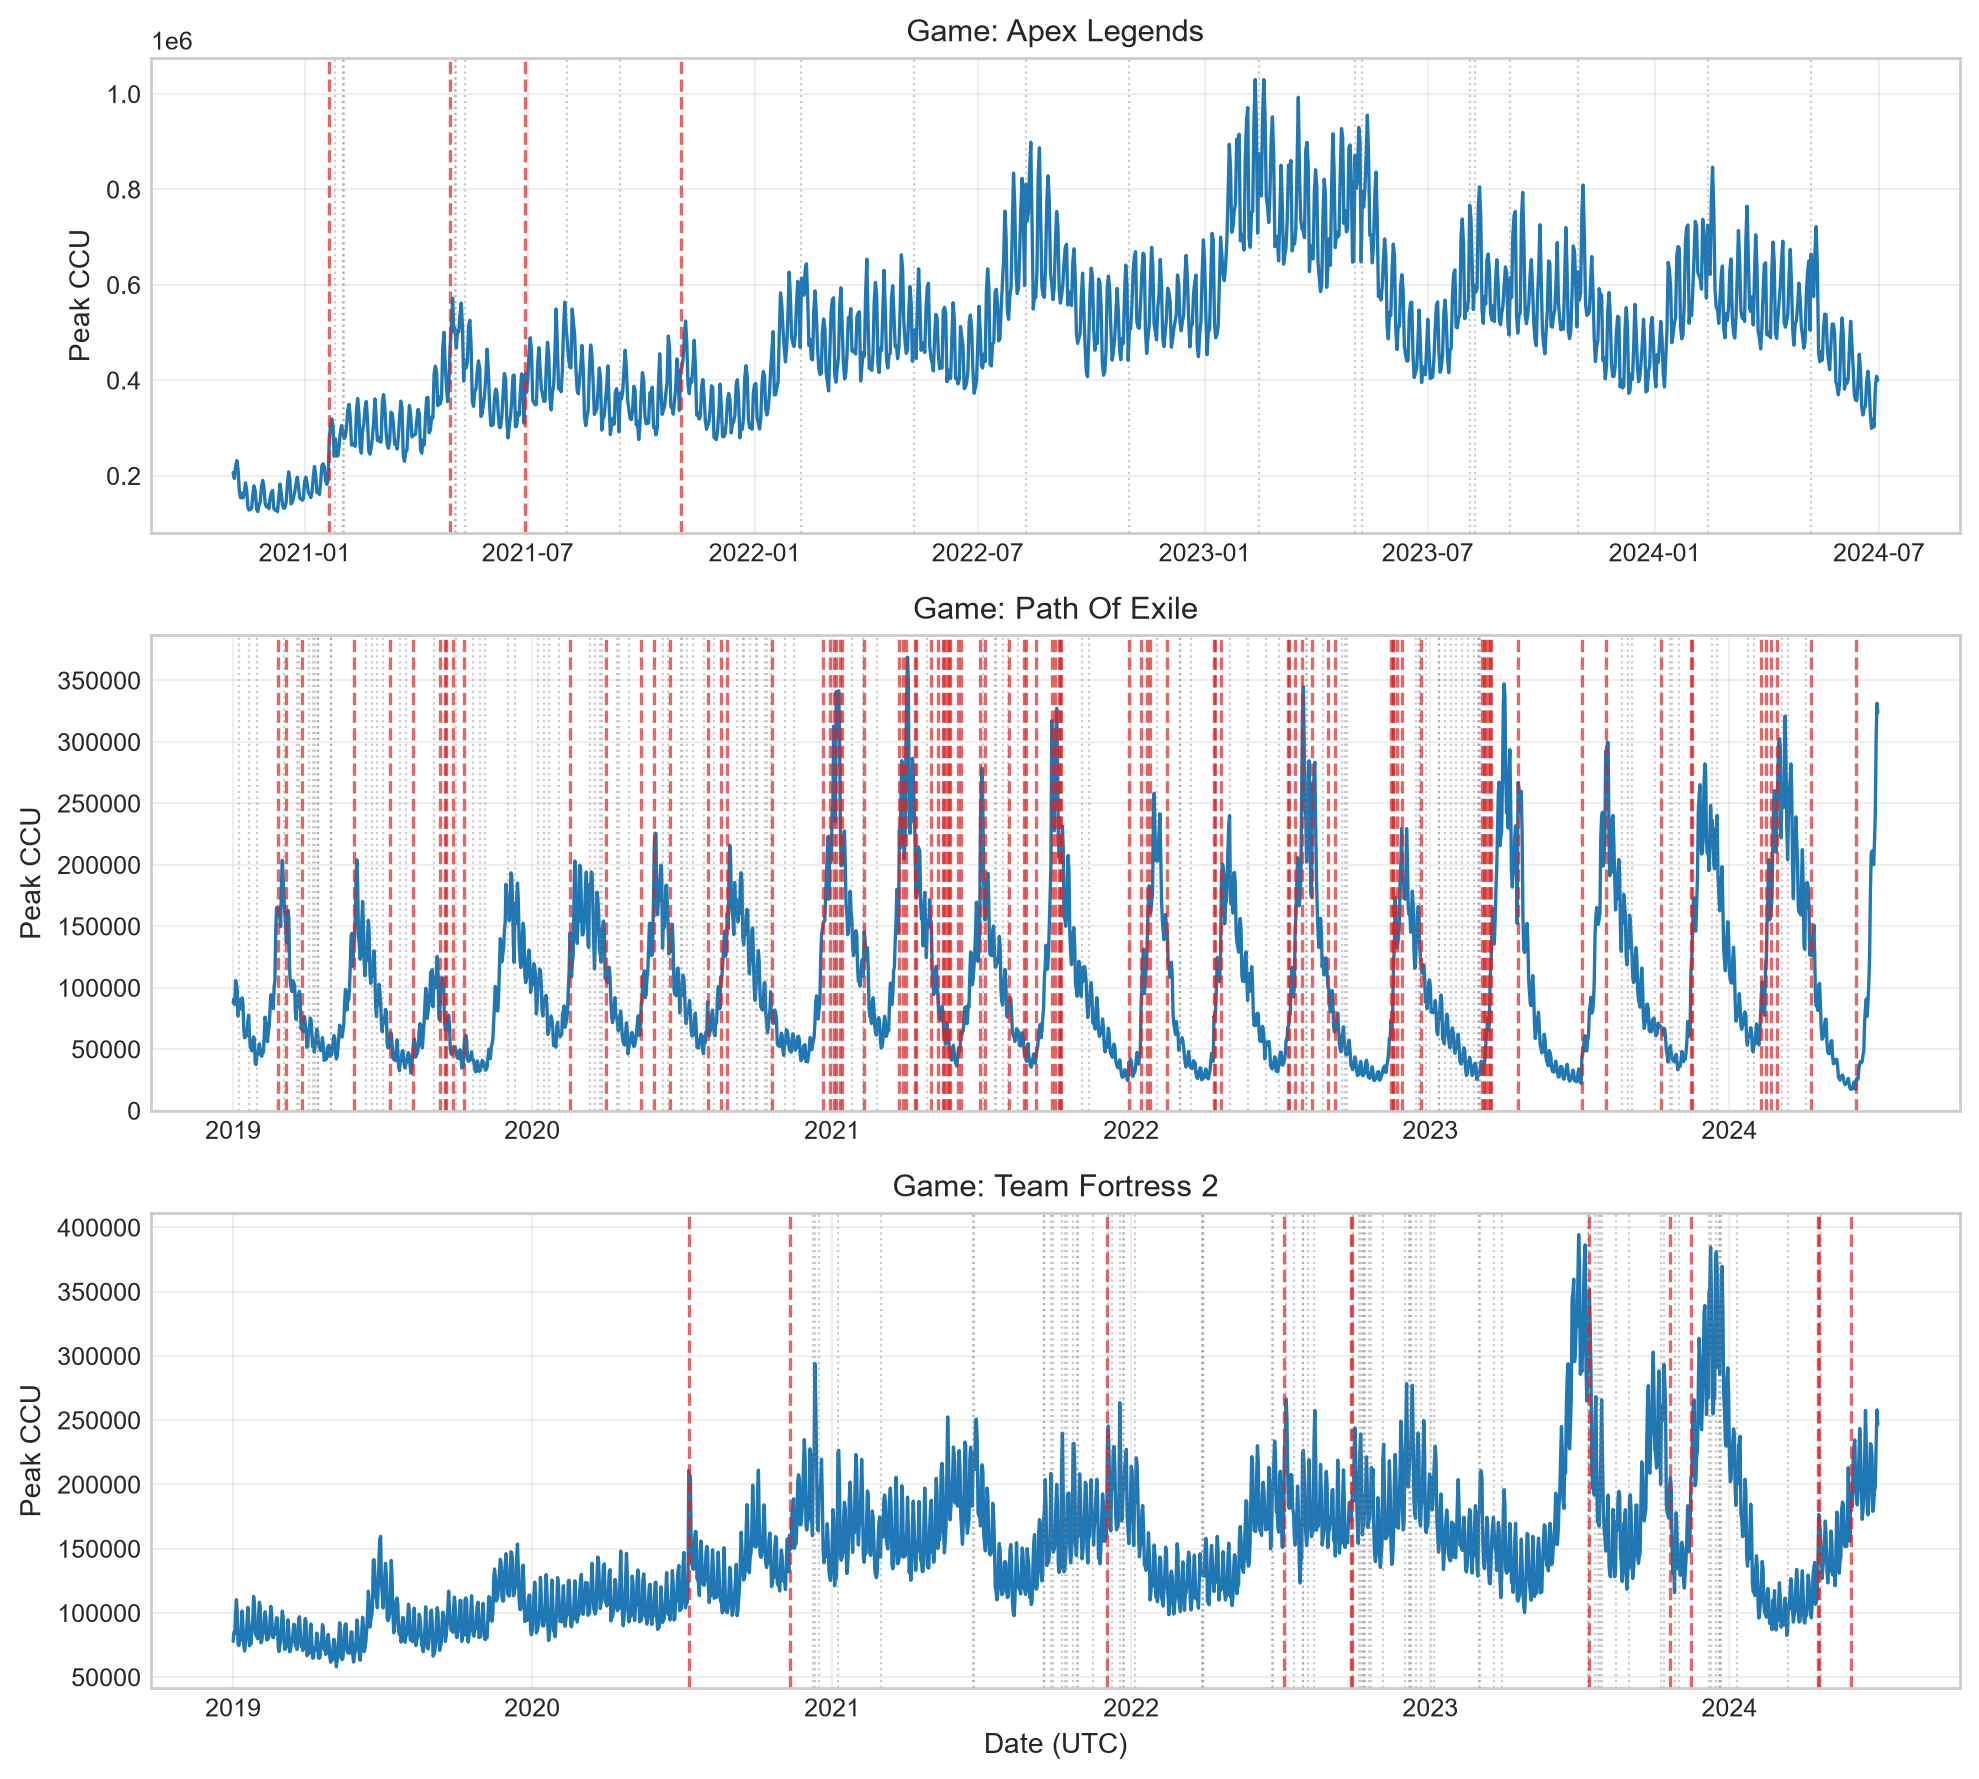 Game: Apex Legends
1e6
1.0
0.8
0.6
0.4
0.2
Peak CCU
2021-01 2021-07 2022-01 2022-07 2023-01 2023-07 2024-01 2024-07
Game: Path Of Exile
350000
300000
250000
200000
150000
100000
50000
0
Peak CCU
2019 2020 2021 2022 2023 2024
Game: Team Fortress 2
400000
350000
300000
250000
200000
150000
100000
50000
Peak CCU
2019 2020 2021 2022 2023 2024
Date (UTC)